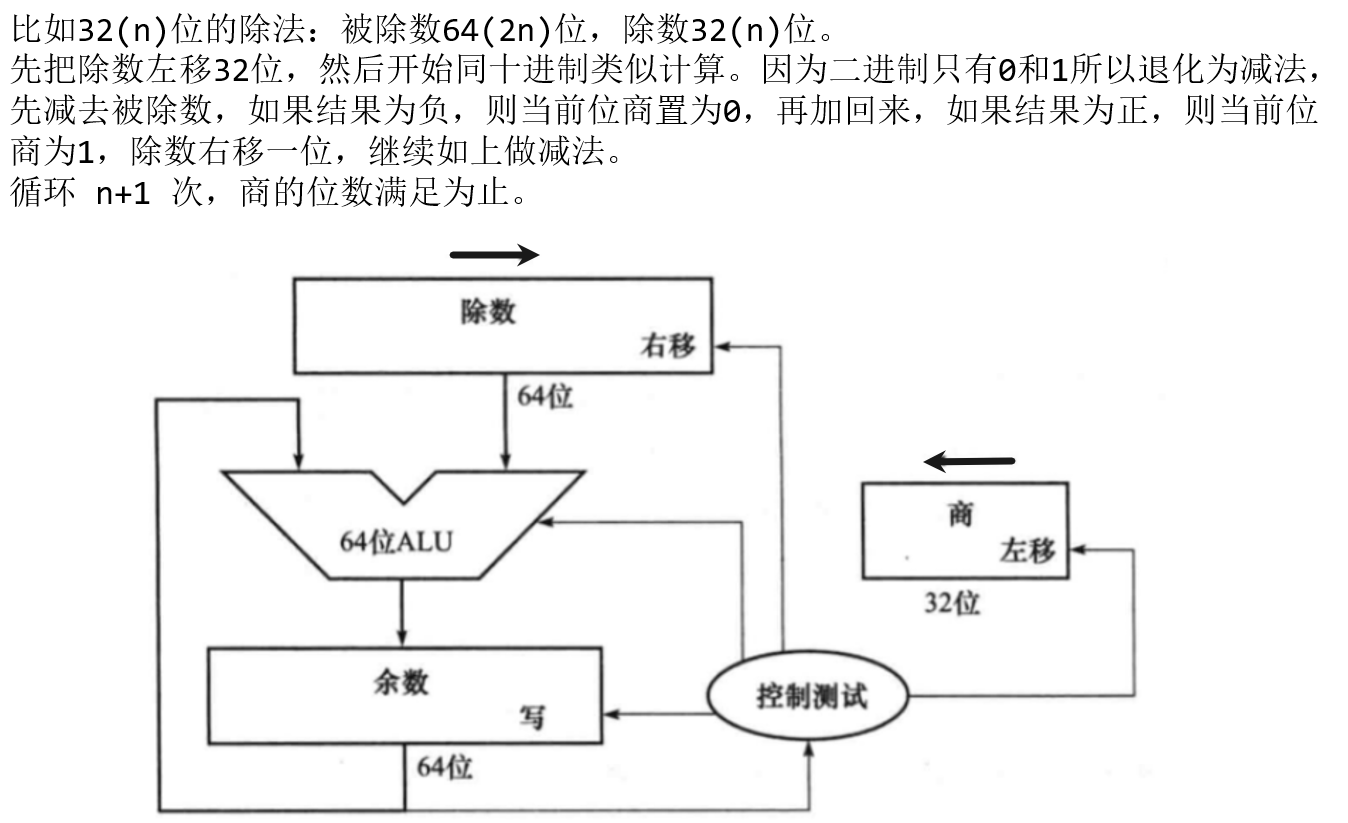 比如32(n)位的除法：被除数64(2n)位，除数32(n)位。
先把除数左移32位，然后开始同十进制类似计算。因为二进制只有0和1所以退化为减法，
先减去被除数，如果结果为负，则当前位商置为0，再加回来，如果结果为正，则当前位
商为1，除数右移一位，继续如上做减法。
循环 n+1 次，商的位数满足为止。
除数
右移
64位
商
左移
64位ALU
32位
余数
写
控制测试
64位